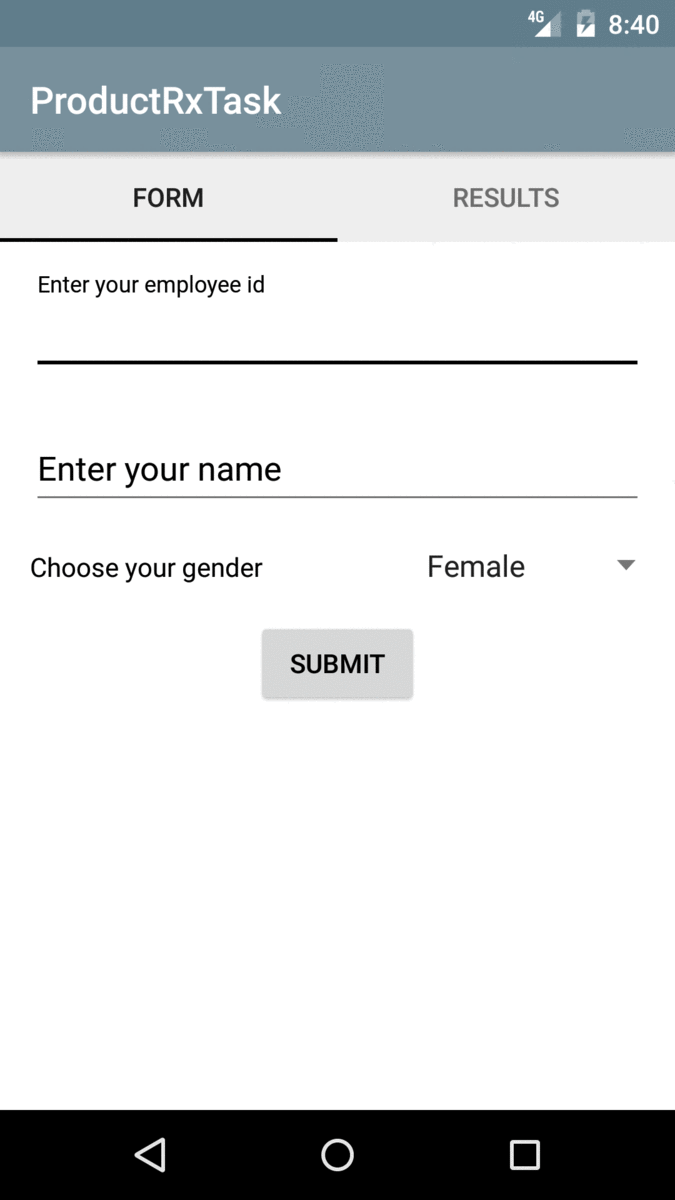 4G 8:40
ProductRxTask
FORM RESULTS
Enter your employee id
Enter your name
Choose your gender Female
SUBMIT